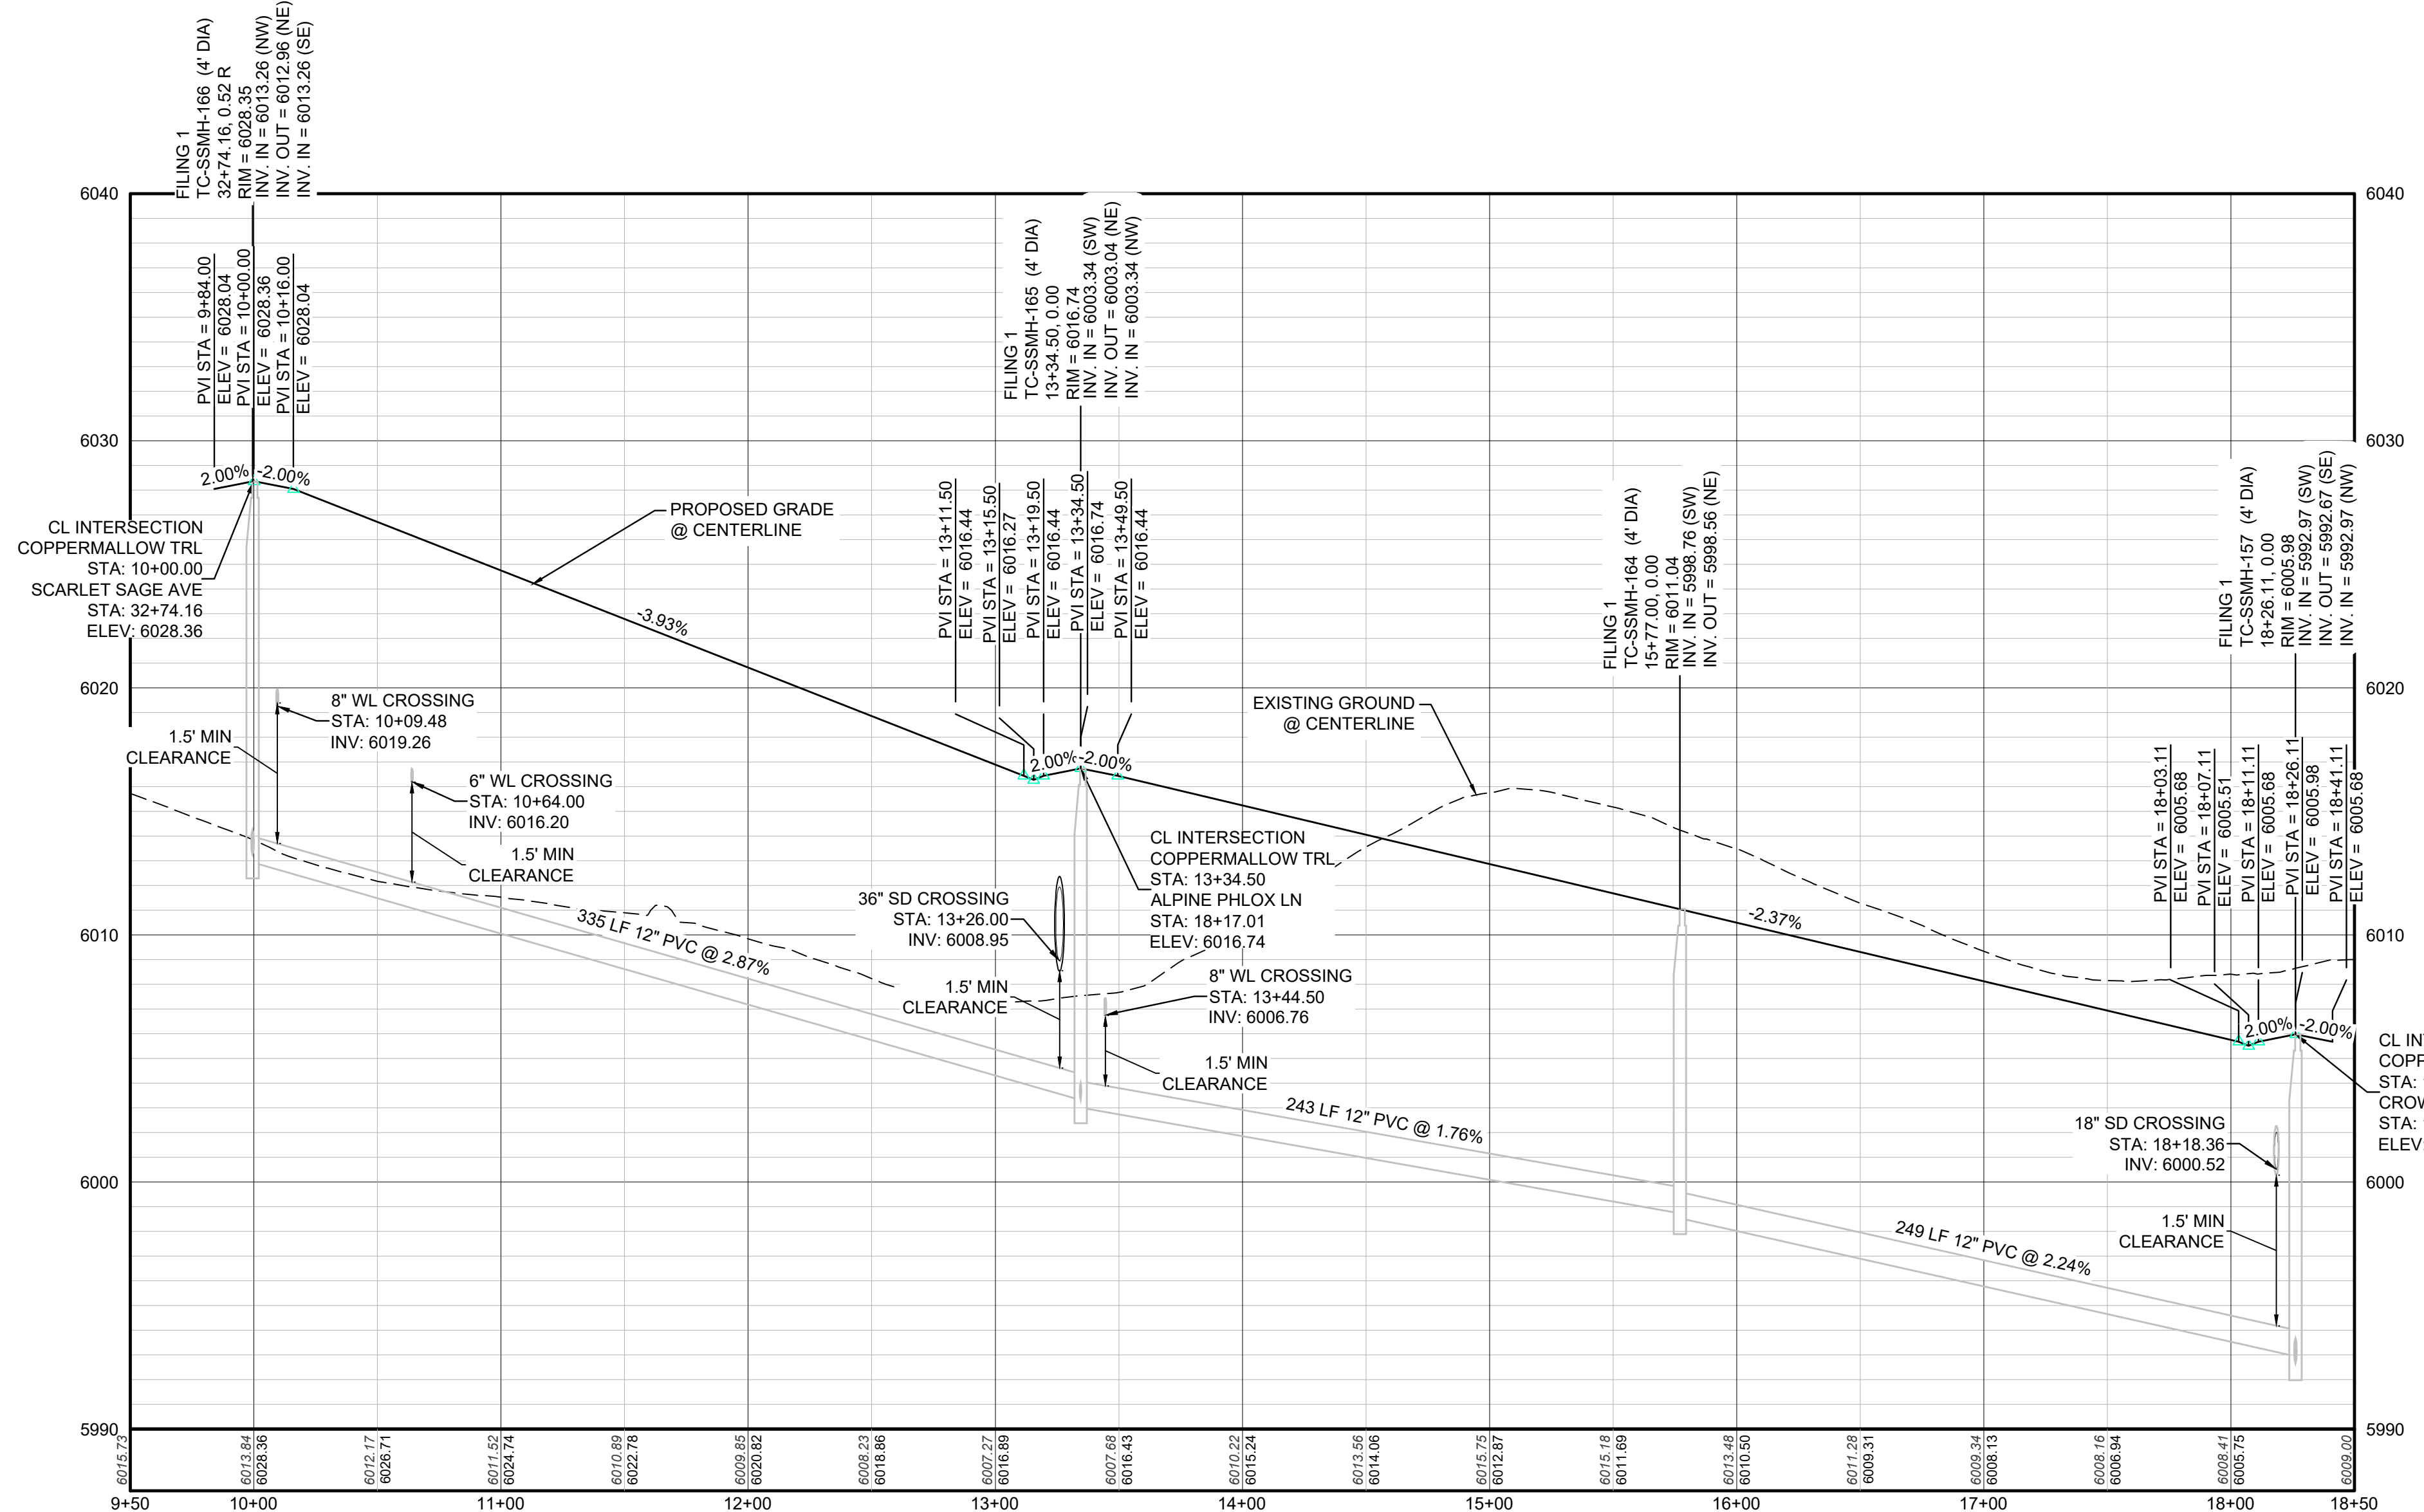 FILING 1
TC-SSMH-166 (4' DIA)
32+74.16, 0.52 R
RIM = 6028.35
INV. IN = 6013.26 (NW)
INV. OUT = 6012.96 (NE)
INV. IN = 6013.26 (SE)
6040
6040
PVI STA = 9+84.00
ELEV = 6028.04
PVI STA = 10+00.00
ELEV = 6028.36
PVI STA = 10+16.00
ELEV = 6028.04
FILING 1
TC-SSMH-165 (4' DIA)
13+34.50, 0.00
RIM = 6016.74
INV. IN = 6003.34 (SW)
INV. OUT = 6003.04 (NE)
INV. IN = 6003.34 (NW)
6030
6030
2.00%
-2.00%
CL INTERSECTION
COPPERMALLOW TRL
STA: 10+00.00
SCARLET SAGE AVE
STA: 32+74.16
ELEV: 6028.36
PROPOSED GRADE
@ CENTERLINE
-3.93%
PVI STA = 13+11.50
ELEV = 6016.44
PVI STA = 13+15.50
ELEV = 6016.27
PVI STA = 13+19.50
ELEV = 6016.44
PVI STA = 13+34.50
ELEV = 6016.74
PVI STA = 13+49.50
ELEV = 6016.44
FILING 1
TC-SSMH-164 (4' DIA)
15+77.00, 0.00
RIM = 6011.04
INV. IN = 5998.76 (SW)
INV. OUT = 5998.56 (NE)
FILING 1
TC-SSMH-157 (4' DIA)
18+26.11, 0.00
RIM = 6005.98
INV. IN = 5992.97 (SW)
INV. OUT = 5992.67 (SE)
INV. IN = 5992.97 (NW)
6020
6020
8" WL CROSSING
STA: 10+09.48
INV: 6019.26
1.5' MIN
CLEARANCE
6" WL CROSSING
STA: 10+64.00
INV: 6016.20
1.5' MIN
CLEARANCE
2.00%
-2.00%
EXISTING GROUND
@ CENTERLINE
CL INTERSECTION
COPPERMALLOW TRL
STA: 13+34.50
ALPINE PHLOX LN
STA: 18+17.01
ELEV: 6016.74
PVI STA = 18+03.11
ELEV = 6005.68
PVI STA = 18+07.11
ELEV = 6005.51
PVI STA = 18+11.11
ELEV = 6005.68
PVI STA = 18+26.11
ELEV = 6005.98
PVI STA = 18+41.11
ELEV = 6005.68
6010
6010
335 LF 12" PVC @ 2.87%
36" SD CROSSING
STA: 13+26.00
INV: 6008.95
1.5' MIN
CLEARANCE
8" WL CROSSING
STA: 13+44.50
INV: 6006.76
1.5' MIN
CLEARANCE
-2.37%
2.00%
-2.00%
CL IN
COPP
STA:
CROW
STA:
ELEV:
243 LF 12" PVC @ 1.76%
18" SD CROSSING
STA: 18+18.36
INV: 6000.52
1.5' MIN
CLEARANCE
6000
6000
249 LF 12" PVC @ 2.24%
5990
5990
6015.73
6013.84
6028.36
6012.17
6026.71
6011.52
6024.74
6010.89
6022.78
6009.85
6020.82
6008.23
6018.86
6007.27
6016.89
6007.68
6016.43
6010.22
6015.24
6013.56
6014.06
6015.75
6012.87
6015.18
6011.69
6013.48
6010.50
6011.28
6009.31
6009.34
6008.13
6008.16
6006.94
6008.41
6005.75
6009.00
9+50
10+00
11+00
12+00
13+00
14+00
15+00
16+00
17+00
18+00
18+50